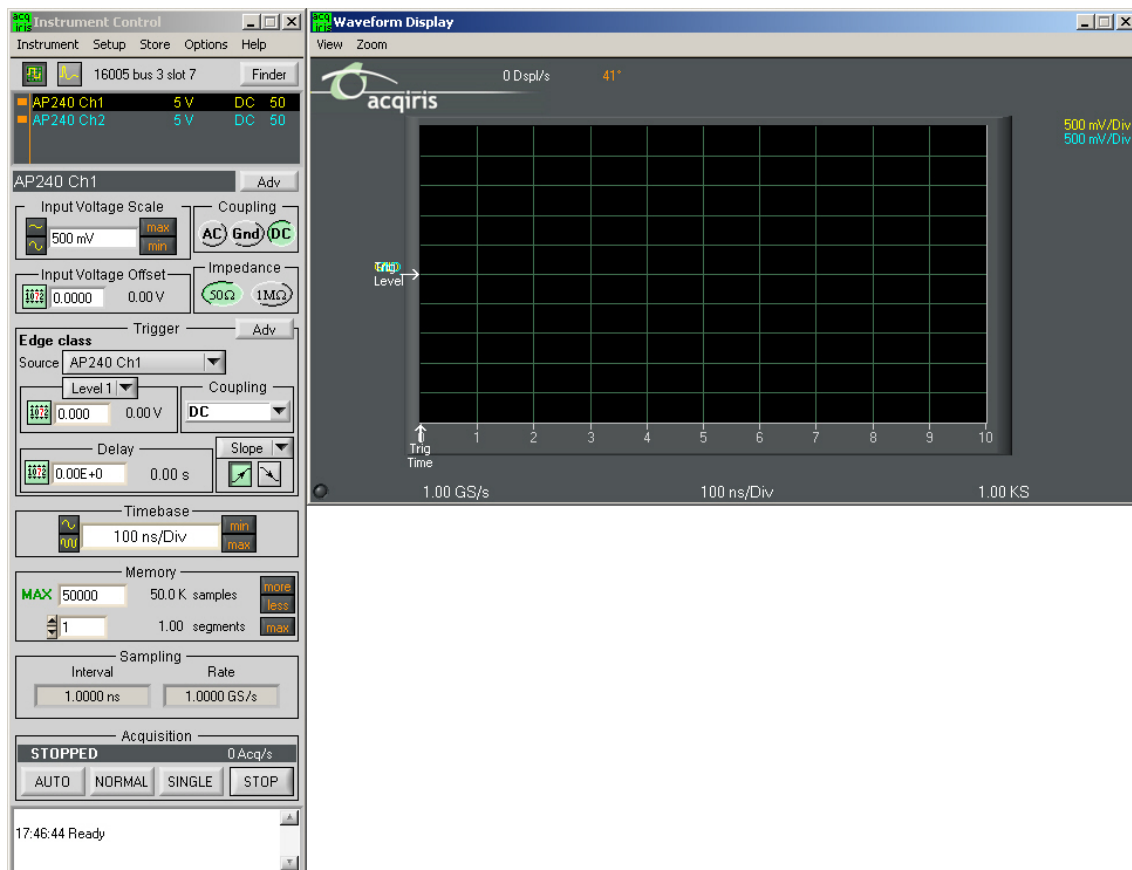 acq iris Instrument Control
Instrument Setup Store Options Help
16005 bus 3 slot 7 Finder
AP240 Ch1 5 V DC 50
AP240 Ch2 5 V DC 50
AP240 Ch1 Adv
Input Voltage Scale
500 mV max min
Coupling
AC Gnd DC
Input Voltage Offset
0.0000 0.00 V
Impedance
50Ω 1MΩ
Trigger Adv
Edge class
Source AP240 Ch1
Level 1
0.000 0.00 V
Coupling
DC
Delay
0.00E+0 0.00 s
Slope
Timebase
100 ns/Div min max
Memory
MAX 50000 50.0 K samples more less
1 1.00 segments max
Sampling
Interval Rate
1.0000 ns 1.0000 GS/s
Acquisition
STOPPED 0 Acq/s
AUTO NORMAL SINGLE STOP
17:46:44 Ready
acq iris Waveform Display
View Zoom
acqiris
0 Dspl/s 41°
500 mV/Div
500 mV/Div
Level
0 1 2 3 4 5 6 7 8 9 10
Trig
Time
1.00 GS/s 100 ns/Div 1.00 KS